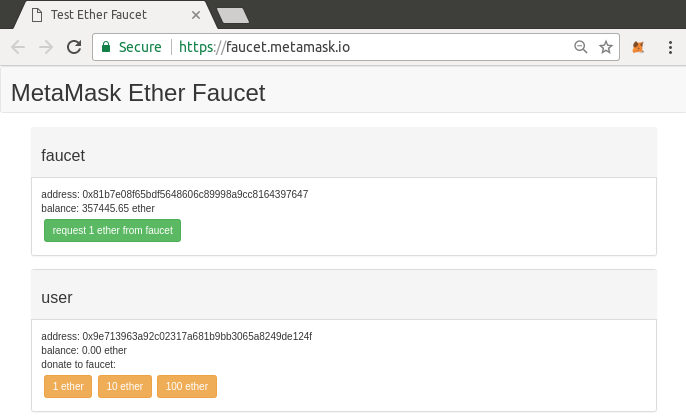 Test Ether Faucet
Secure https://faucet.metamask.io
MetaMask Ether Faucet
faucet
address: 0x81b7e08f65bdf5648606c89998a9cc8164397647
balance: 357445.65 ether
request 1 ether from faucet
user
address: 0x9e713963a92c02317a681b9bb3065a8249de124f
balance: 0.00 ether
donate to faucet:
1 ether 10 ether 100 ether